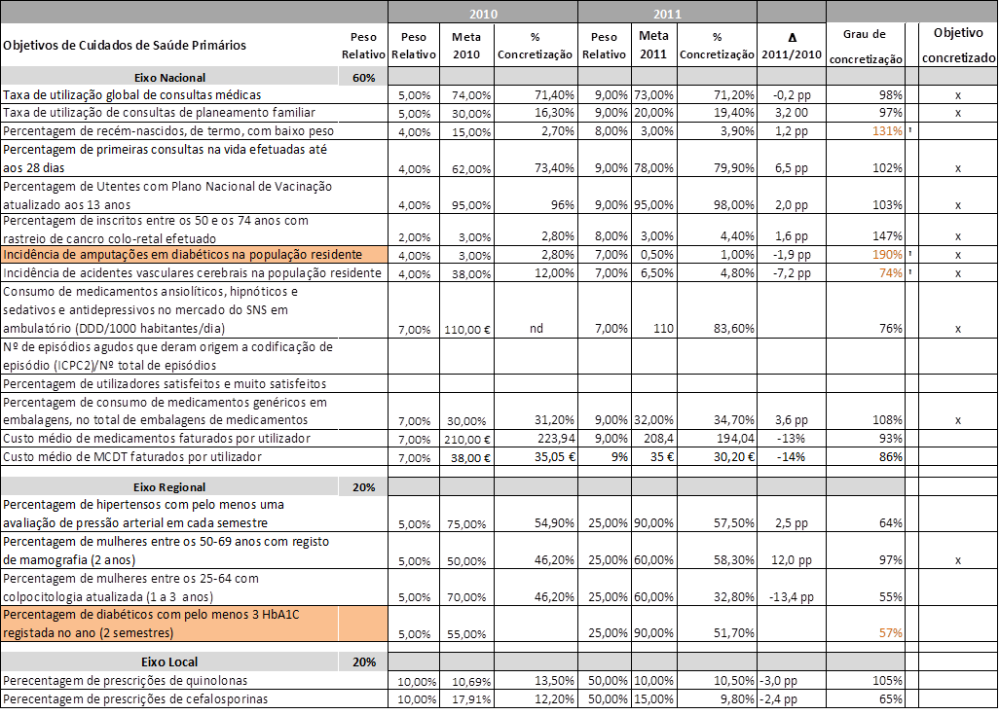 2010 2011
Objetivos de Cuidados de Saúde Primários Peso Relativo Peso Relativo Meta 2010 % Concretização Peso Relativo Meta 2011 % Concretização Δ 2011/2010 Grau de concretização Objetivo concretizado
Eixo Nacional 60%
Taxa de utilização global de consultas médicas 5,00% 74,00% 71,40% 9,00% 73,00% 71,20% -0,2 pp 98% x
Taxa de utilização de consultas de planeamento familiar 5,00% 30,00% 16,30% 9,00% 20,00% 19,40% 3,2 00 97% x
Percentagem de recém-nascidos, de termo, com baixo peso 4,00% 15,00% 2,70% 8,00% 3,00% 3,90% 1,2 pp 131% ¹
Percentagem de primeiras consultas na vida efetuadas até
aos 28 dias 4,00% 62,00% 73,40% 9,00% 78,00% 79,90% 6,5 pp 102% x
Percentagem de Utentes com Plano Nacional de Vacinação
atualizado aos 13 anos 4,00% 95,00% 96% 9,00% 95,00% 98,00% 2,0 pp 103% x
Percentagem de inscritos entre os 50 e os 74 anos com
rastreio de cancro colo-retal efetuado 2,00% 3,00% 2,80% 8,00% 3,00% 4,40% 1,6 pp 147% x
Incidência de amputações em diabéticos na população residente 4,00% 3,00% 2,80% 7,00% 0,50% 1,00% -1,9 pp 190% ¹ x
Incidência de acidentes vasculares cerebrais na população residente 4,00% 38,00% 12,00% 7,00% 6,50% 4,80% -7,2 pp 74% ¹ x
Consumo de medicamentos ansiolíticos, hipnóticos e
sedativos e antidepressivos no mercado do SNS em
ambulatório (DDD/1000 habitantes/dia) 7,00% 110,00 € nd 7,00% 110 83,60% 76% x
Nº de episódios agudos que deram origem a codificação de
episódio (ICPC2)/Nº total de episódios
Percentagem de utilizadores satisfeitos e muito satisfeitos
Percentagem de consumo de medicamentos genéricos em
embalagens, no total de embalagens de medicamentos 7,00% 30,00% 31,20% 9,00% 32,00% 34,70% 3,6 pp 108% x
Custo médio de medicamentos faturados por utilizador 7,00% 210,00 € 223,94 9,00% 208,4 194,04 -13% 93%
Custo médio de MCDT faturados por utilizador 7,00% 38,00 € 35,05 € 9% 35 € 30,20 € -14% 86%
Eixo Regional 20%
Percentagem de hipertensos com pelo menos uma
avaliação de pressão arterial em cada semestre 5,00% 75,00% 54,90% 25,00% 90,00% 57,50% 2,5 pp 64%
Percentagem de mulheres entre os 50-69 anos com registo
de mamografia (2 anos) 5,00% 50,00% 46,20% 25,00% 60,00% 58,30% 12,0 pp 97% x
Percentagem de mulheres entre os 25-64 com
colpocitologia atualizada (1 a 3 anos) 5,00% 70,00% 46,20% 25,00% 60,00% 32,80% -13,4 pp 55%
Percentagem de diabéticos com pelo menos 3 HbA1C
registada no ano (2 semestres) 5,00% 55,00% 25,00% 90,00% 51,70% 57%
Eixo Local 20%
Perecentagem de prescrições de quinolonas 10,00% 10,69% 13,50% 50,00% 10,00% 10,50% -3,0 pp 105%
Perecentagem de prescrições de cefalosporinas 10,00% 17,91% 12,20% 50,00% 15,00% 9,80% -2,4 pp 65%